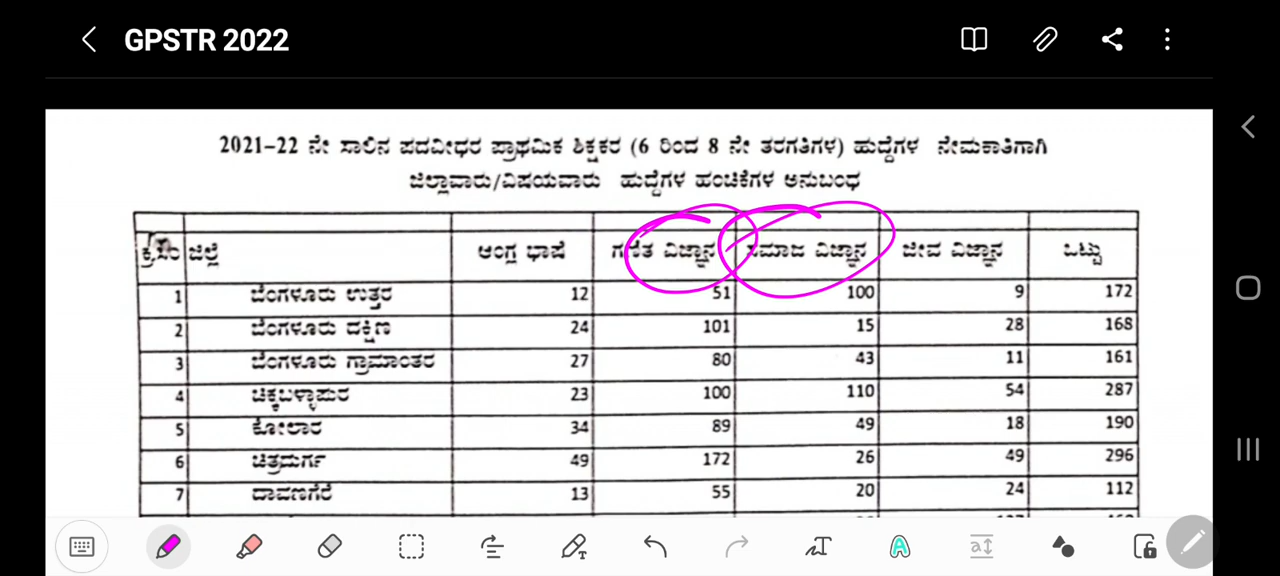 GPSTR 2022
2021-22 ನೇ ಸಾಲಿನ ಪದವೀಧರ ಪ್ರಾಥಮಿಕ ಶಿಕ್ಷಕರ (6 ರಿಂದ 8 ನೇ ತರಗತಿಗಳ) ಹುದ್ದೆಗಳ ನೇಮಕಾತಿಗಾಗಿ
ಜಿಲ್ಲಾವಾರು/ವಿಷಯವಾರು ಹುದ್ದೆಗಳ ಹಂಚಿಕೆಗಳ ಅನುಬಂಧ
ಕ್ರ.ಸಂ ಜಿಲ್ಲೆ ಆಂಗ್ಲ ಭಾಷೆ ಗಣಿತ ವಿಜ್ಞಾನ ಸಮಾಜ ವಿಜ್ಞಾನ ಜೀವ ವಿಜ್ಞಾನ ಒಟ್ಟು
1 ಬೆಂಗಳೂರು ಉತ್ತರ 12 51 100 9 172
2 ಬೆಂಗಳೂರು ದಕ್ಷಿಣ 24 101 15 28 168
3 ಬೆಂಗಳೂರು ಗ್ರಾಮಾಂತರ 27 80 43 11 161
4 ಚಿಕ್ಕಬಳ್ಳಾಪುರ 23 100 110 54 287
5 ಕೋಲಾರ 34 89 49 18 190
6 ಚಿತ್ರದುರ್ಗ 49 172 26 49 296
7 ದಾವಣಗೆರೆ 13 55 20 24 112